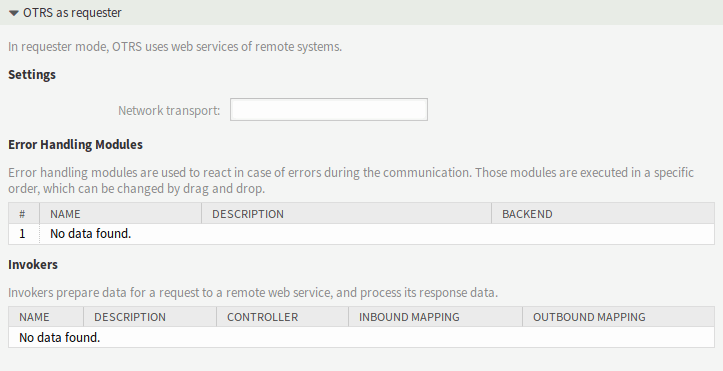 OTRS as requester
In requester mode, OTRS uses web services of remote systems.
Settings
Network transport:
Error Handling Modules
Error handling modules are used to react in case of errors during the communication. Those modules are executed in a specific
order, which can be changed by drag and drop.
# NAME DESCRIPTION BACKEND
1 No data found.
Invokers
Invokers prepare data for a request to a remote web service, and process its response data.
NAME DESCRIPTION CONTROLLER INBOUND MAPPING OUTBOUND MAPPING
No data found.